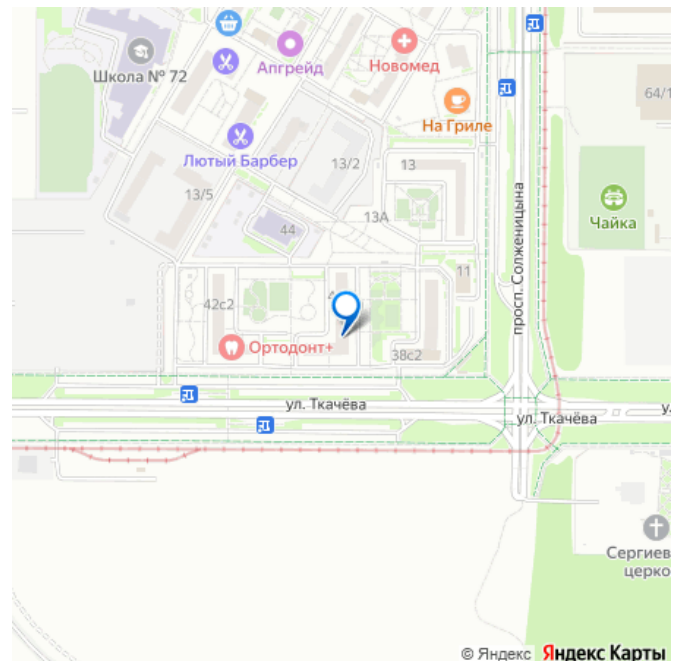 Школа № 72
Апгрейд
Новомед
На Гриле
64/1
Лютый Барбер
13/2
13
13/5
13А
44
Чайка
просп. Солженицына
11
42с2
Ортодонт+
38с2
ул. Ткачёва
ул. Ткачёва
Сергиев
церко
© Яндекс Яндекс Карты